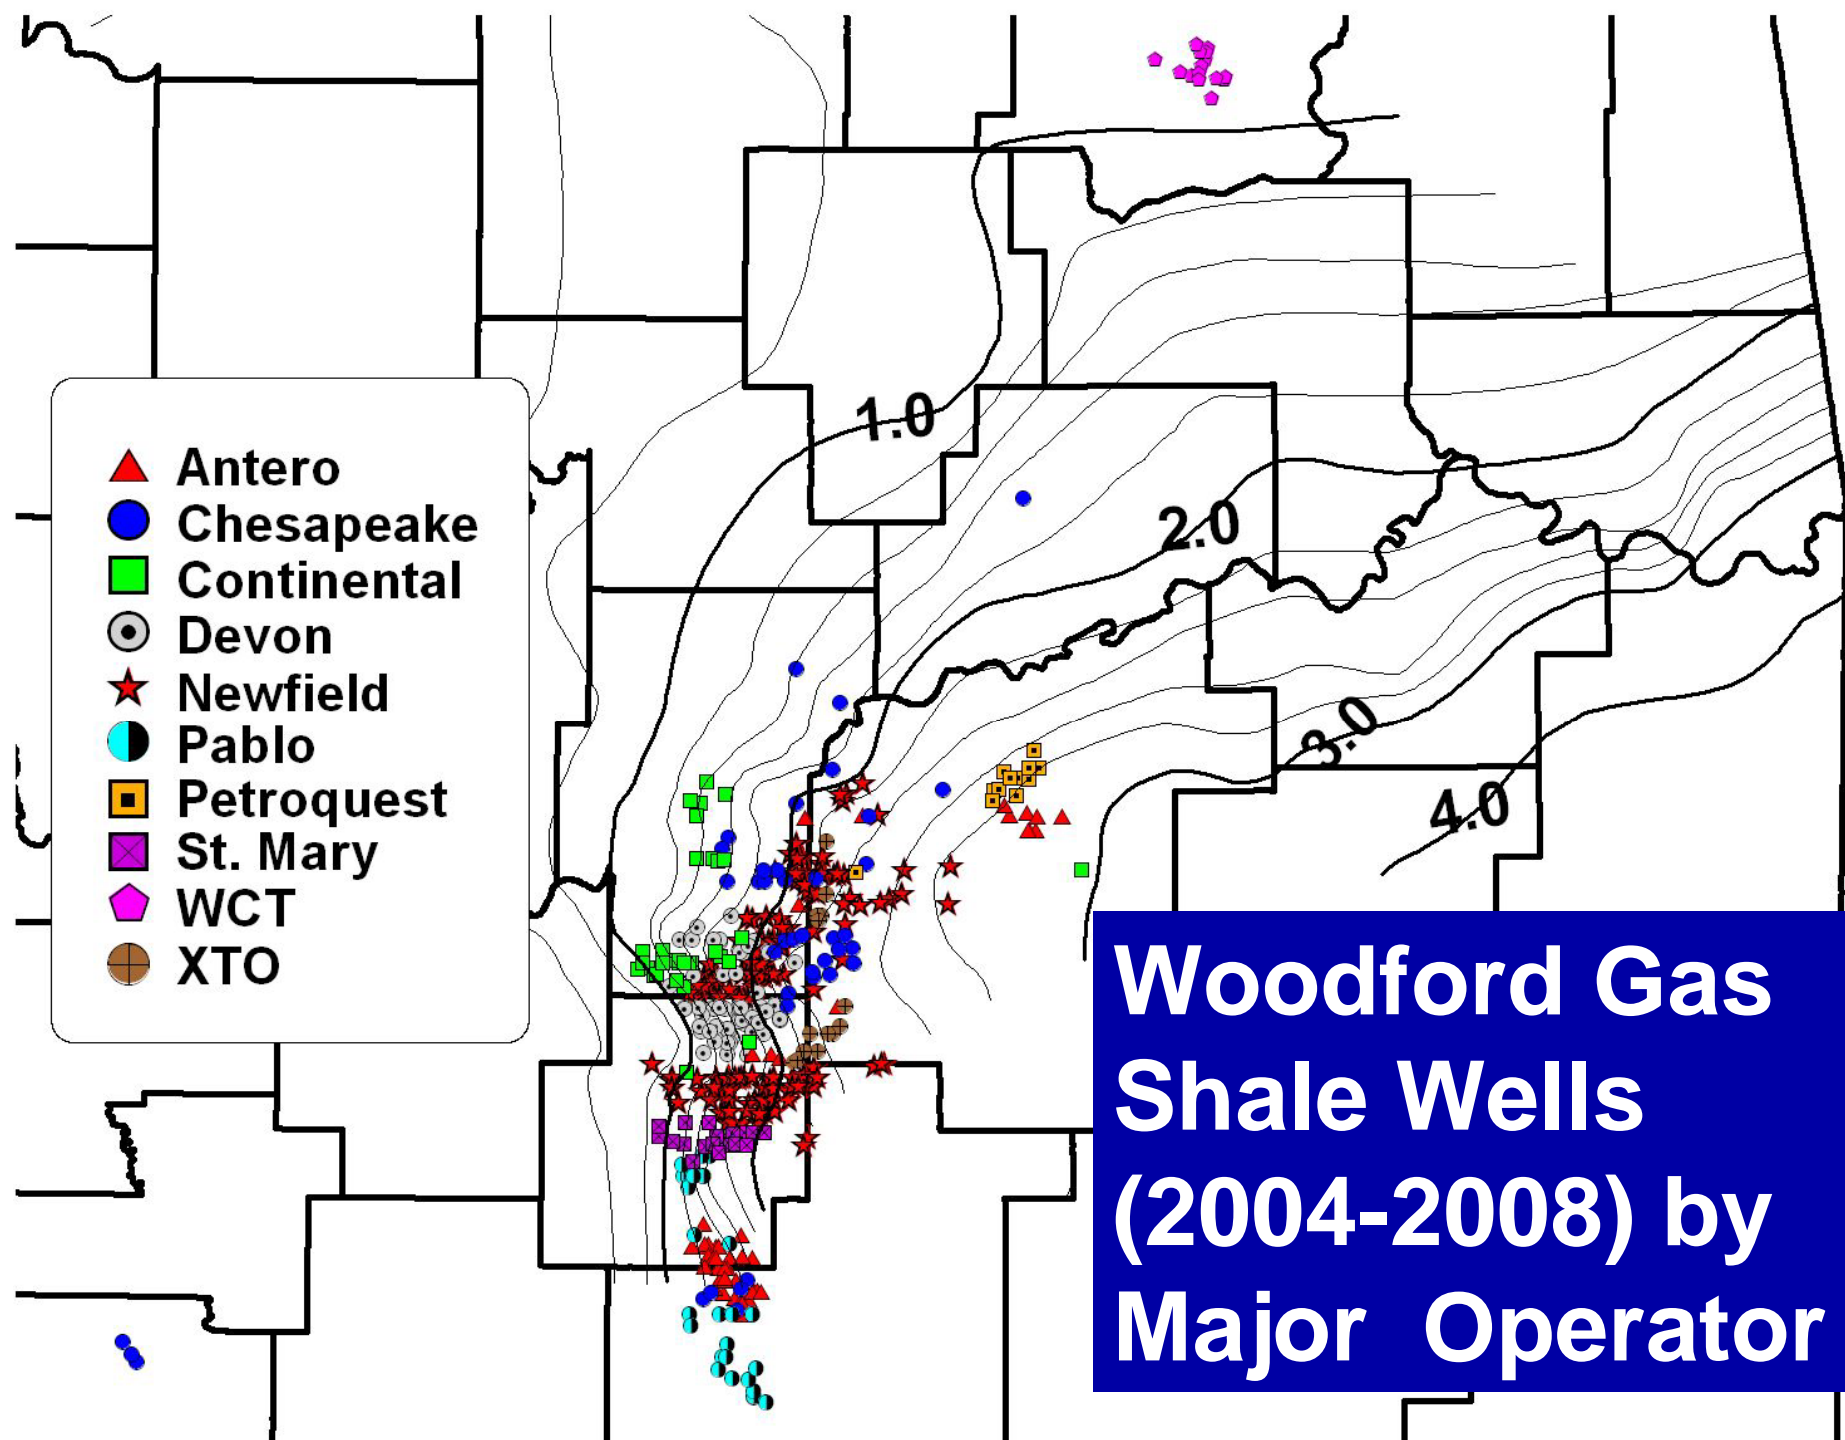 1.0
2.0
3.0
4.0
Antero
Chesapeake
Continental
Devon
Newfield
Pablo
Petroquest
St. Mary
WCT
XTO
Woodford Gas
Shale Wells
(2004-2008) by
Major Operator